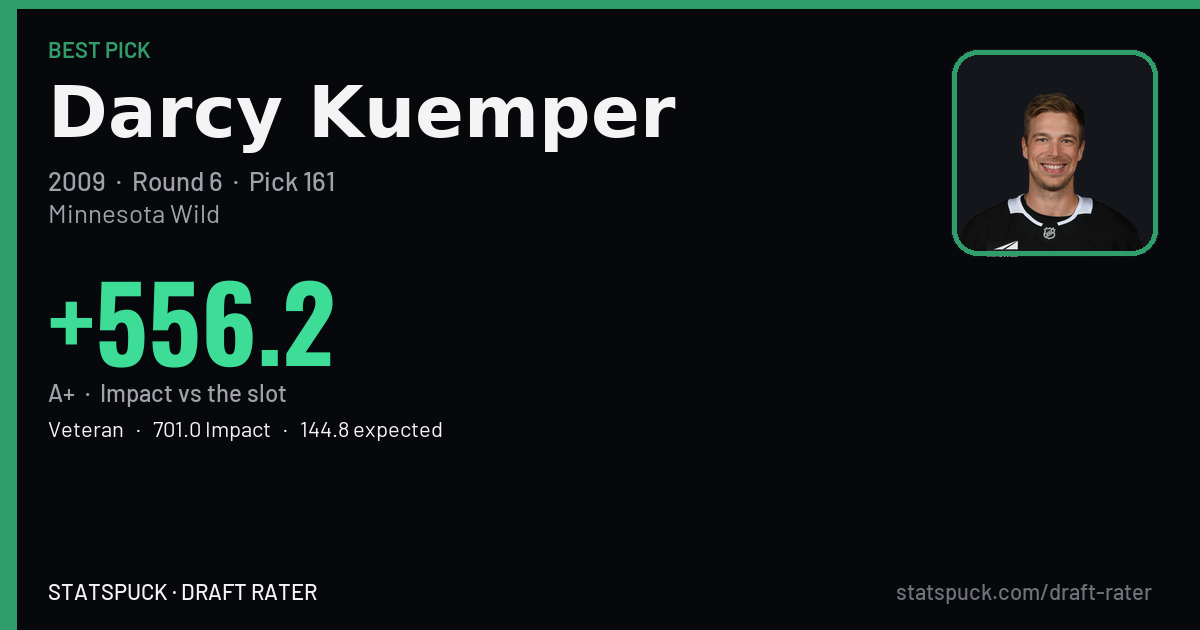 BEST PICK
Darcy Kuemper
2009 · Round 6 · Pick 161
Minnesota Wild
+556.2
A+ · Impact vs the slot
Veteran · 701.0 Impact · 144.8 expected
STATSPUCK · DRAFT RATER
statspuck.com/draft-rater